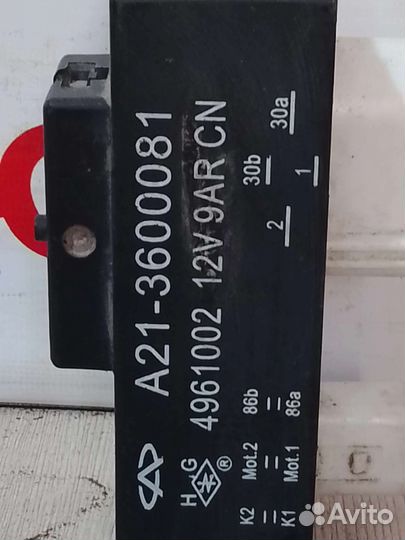 A21-3600081
4961002 12V 9AR CN
H G
®
30a
30b
1
2
86b
86a
Mot.2
Mot.1
K2
K1
Avito